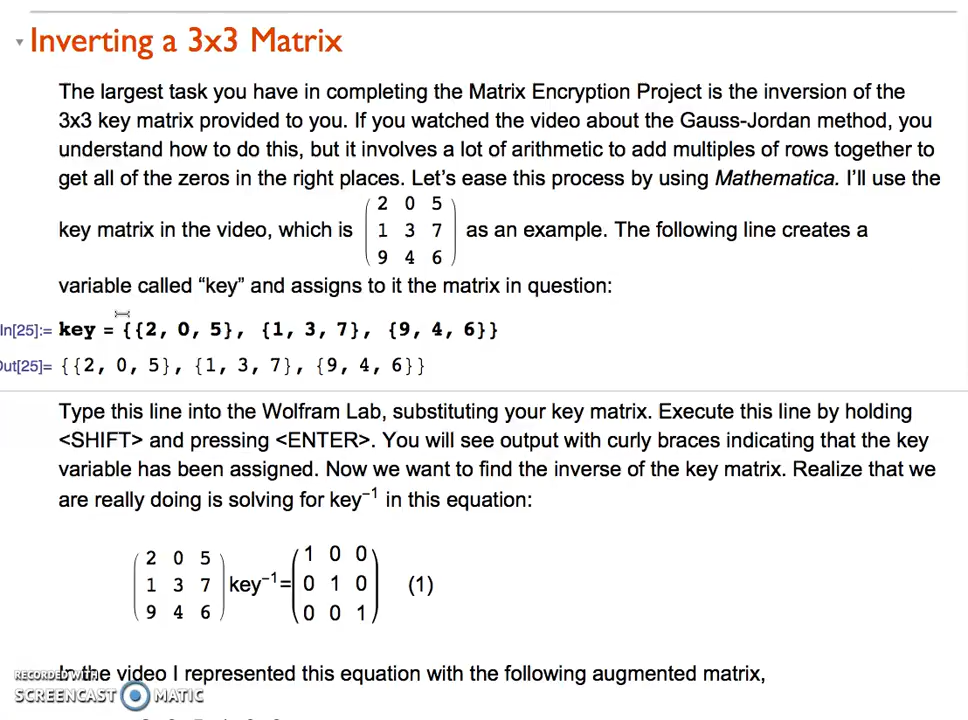 Inverting a 3x3 Matrix
The largest task you have in completing the Matrix Encryption Project is the inversion of the
3x3 key matrix provided to you. If you watched the video about the Gauss-Jordan method, you
understand how to do this, but it involves a lot of arithmetic to add multiples of rows together to
get all of the zeros in the right places. Let's ease this process by using Mathematica. I'll use the
2 0 5
key matrix in the video, which is 1 3 7 as an example. The following line creates a
9 4 6
variable called “key” and assigns to it the matrix in question:
In[25]:= key = {{2, 0, 5}, {1, 3, 7}, {9, 4, 6}}
Out[25]= {{2, 0, 5}, {1, 3, 7}, {9, 4, 6}}
Type this line into the Wolfram Lab, substituting your key matrix. Execute this line by holding
<SHIFT> and pressing <ENTER>. You will see output with curly braces indicating that the key
variable has been assigned. Now we want to find the inverse of the key matrix. Realize that we
are really doing is solving for key⁻¹ in this equation:
2 0 5 1 0 0
1 3 7 key⁻¹= 0 1 0 (1)
9 4 6 0 0 1
In the video I represented this equation with the following augmented matrix,
RECORDED WITH
SCREENCAST MATIC